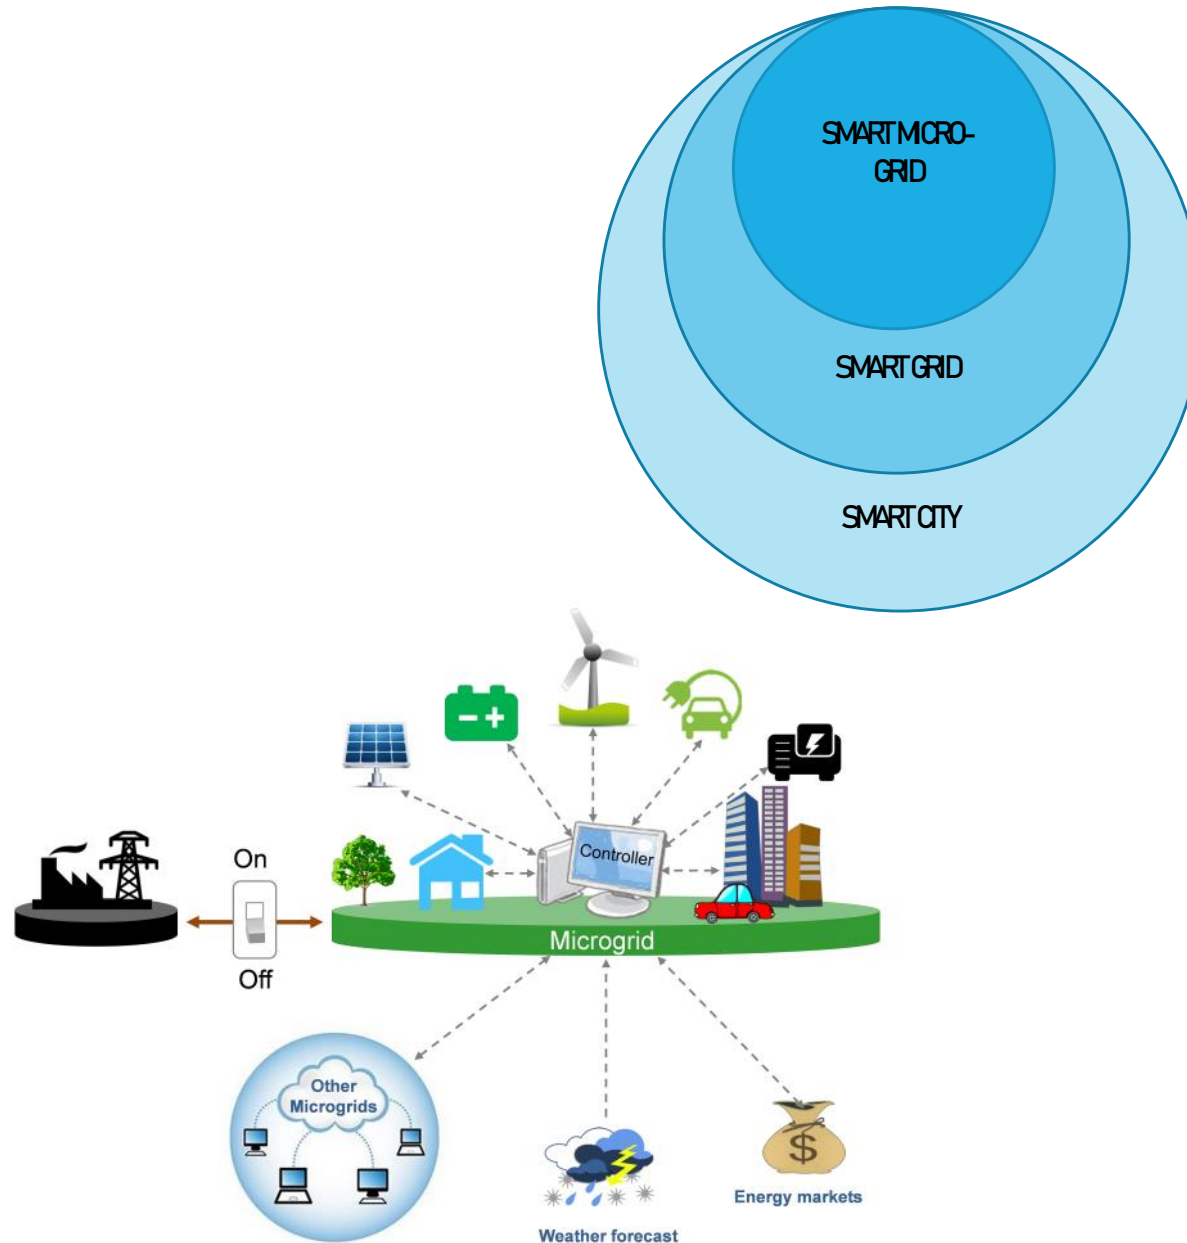 SMART MICRO-
GRID
SMART GRID
SMART CITY
Controller
On
Off
Microgrid
Other
Microgrids
$
Energy markets
Weather forecast